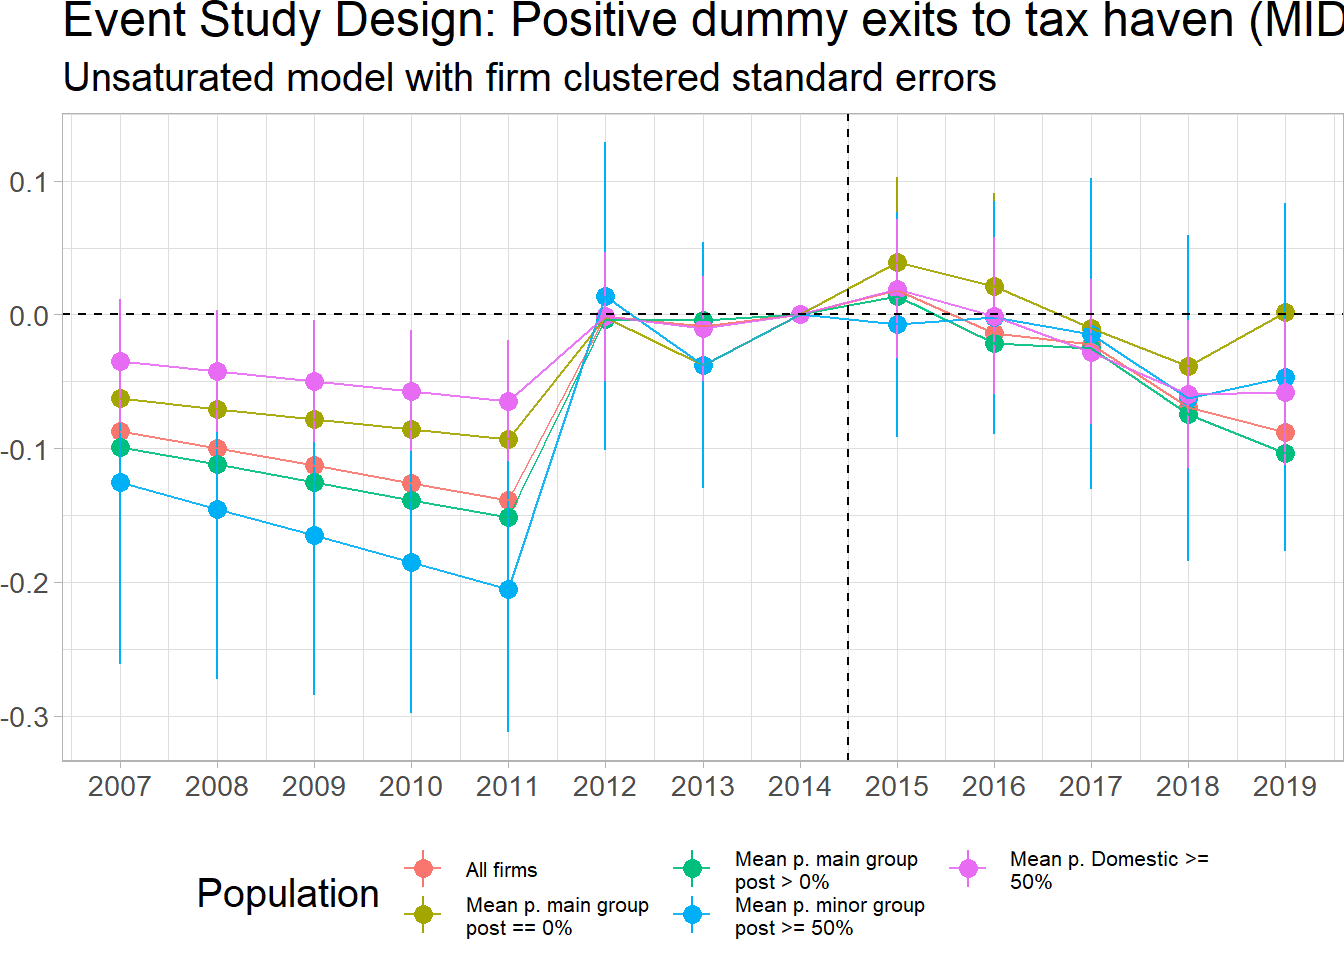 Event Study Design: Positive dummy exits to tax haven (MID
Unsaturated model with firm clustered standard errors
0.1
0.0
-0.1
-0.2
-0.3
2007 2008 2009 2010 2011 2012 2013 2014 2015 2016 2017 2018 2019
Population
All firms
Mean p. main group
post == 0%
Mean p. main group
post > 0%
Mean p. minor group
post >= 50%
Mean p. Domestic >=
50%